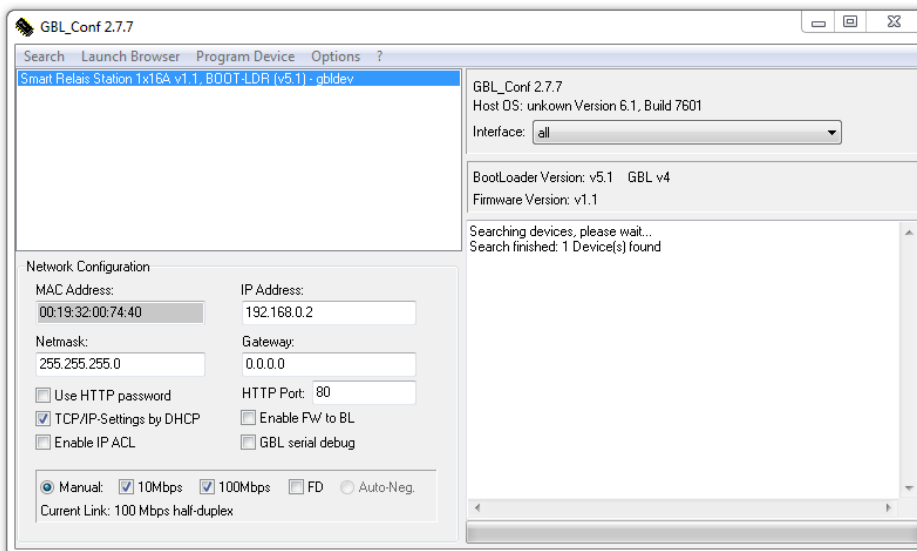 GBL_Conf 2.7.7
Search Launch Browser Program Device Options ?
Smart Relais Station 1x16A v1.1, BOOT-LDR (v5.1) - gbldev
GBL_Conf 2.7.7
Host OS: unkown Version 6.1, Build 7601
Interface: all
BootLoader Version: v5.1 GBL v4
Firmware Version: v1.1
Searching devices, please wait...
Search finished: 1 Device(s) found
Network Configuration
MAC Address: IP Address:
00:19:32:00:74:40 192.168.0.2
Netmask: Gateway:
255.255.255.0 0.0.0.0
Use HTTP password HTTP Port: 80
TCP/IP-Settings by DHCP Enable FW to BL
Enable IP ACL GBL serial debug
Manual: 10Mbps 100Mbps FD Auto-Neg.
Current Link: 100 Mbps half-duplex